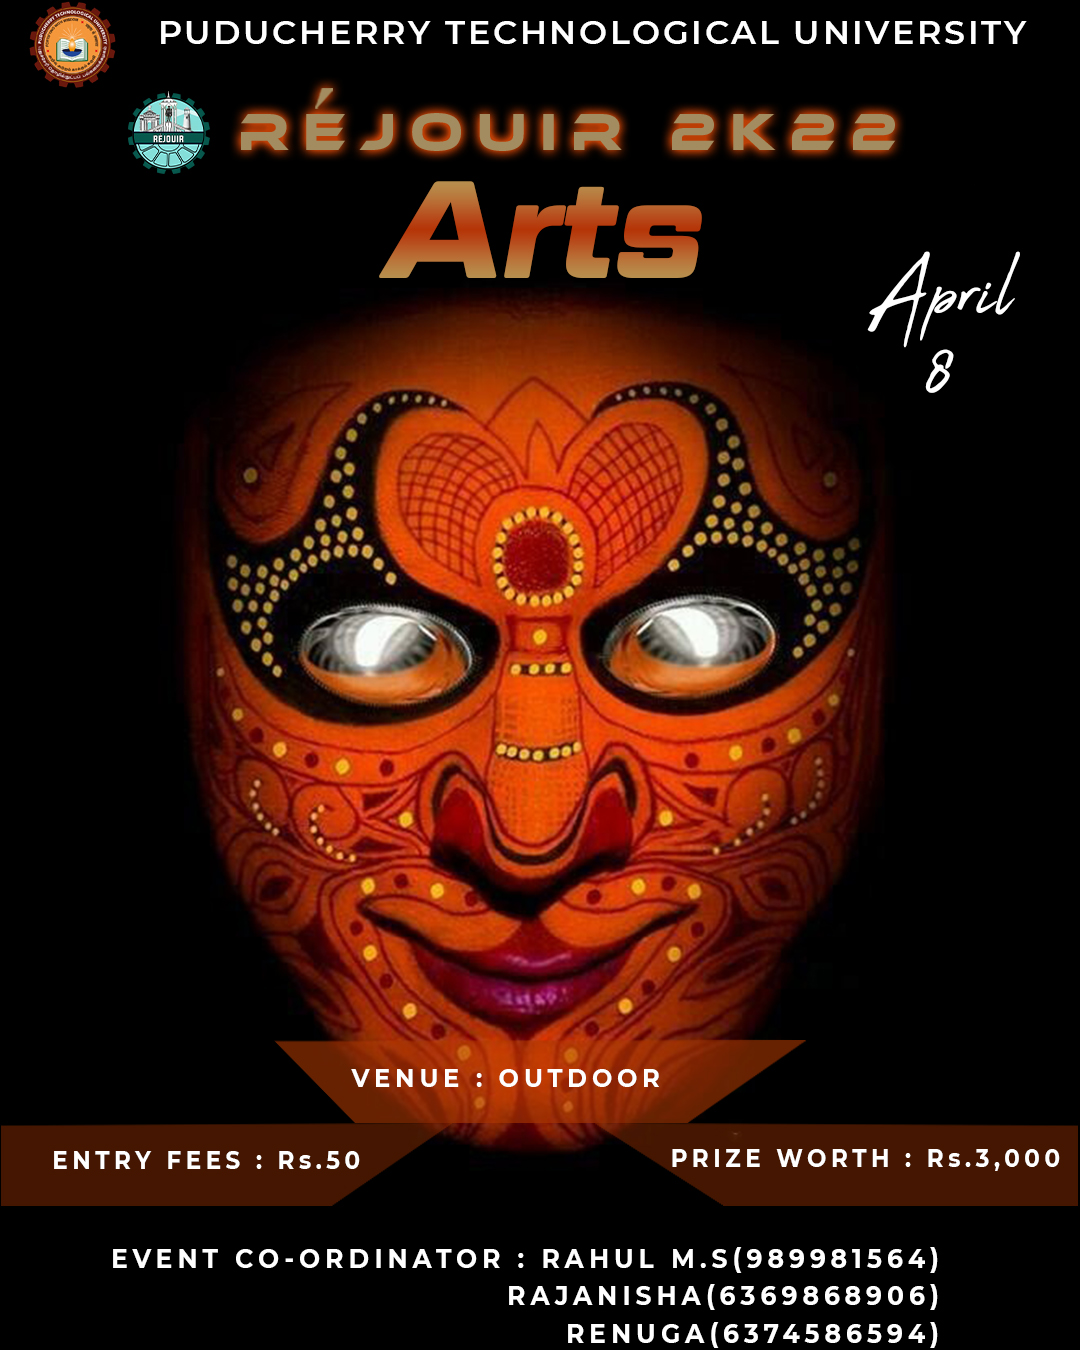 PUDUCHERRY TECHNOLOGICAL UNIVERSITY
RÉJOUIR
RÉJOUIR 2K22
Arts
April
8
VENUE : OUTDOOR
ENTRY FEES : Rs.50
PRIZE WORTH : Rs.3,000
EVENT CO-ORDINATOR : RAHUL M.S(989981564)
RAJANISHA(6369868906)
RENUGA(6374586594)